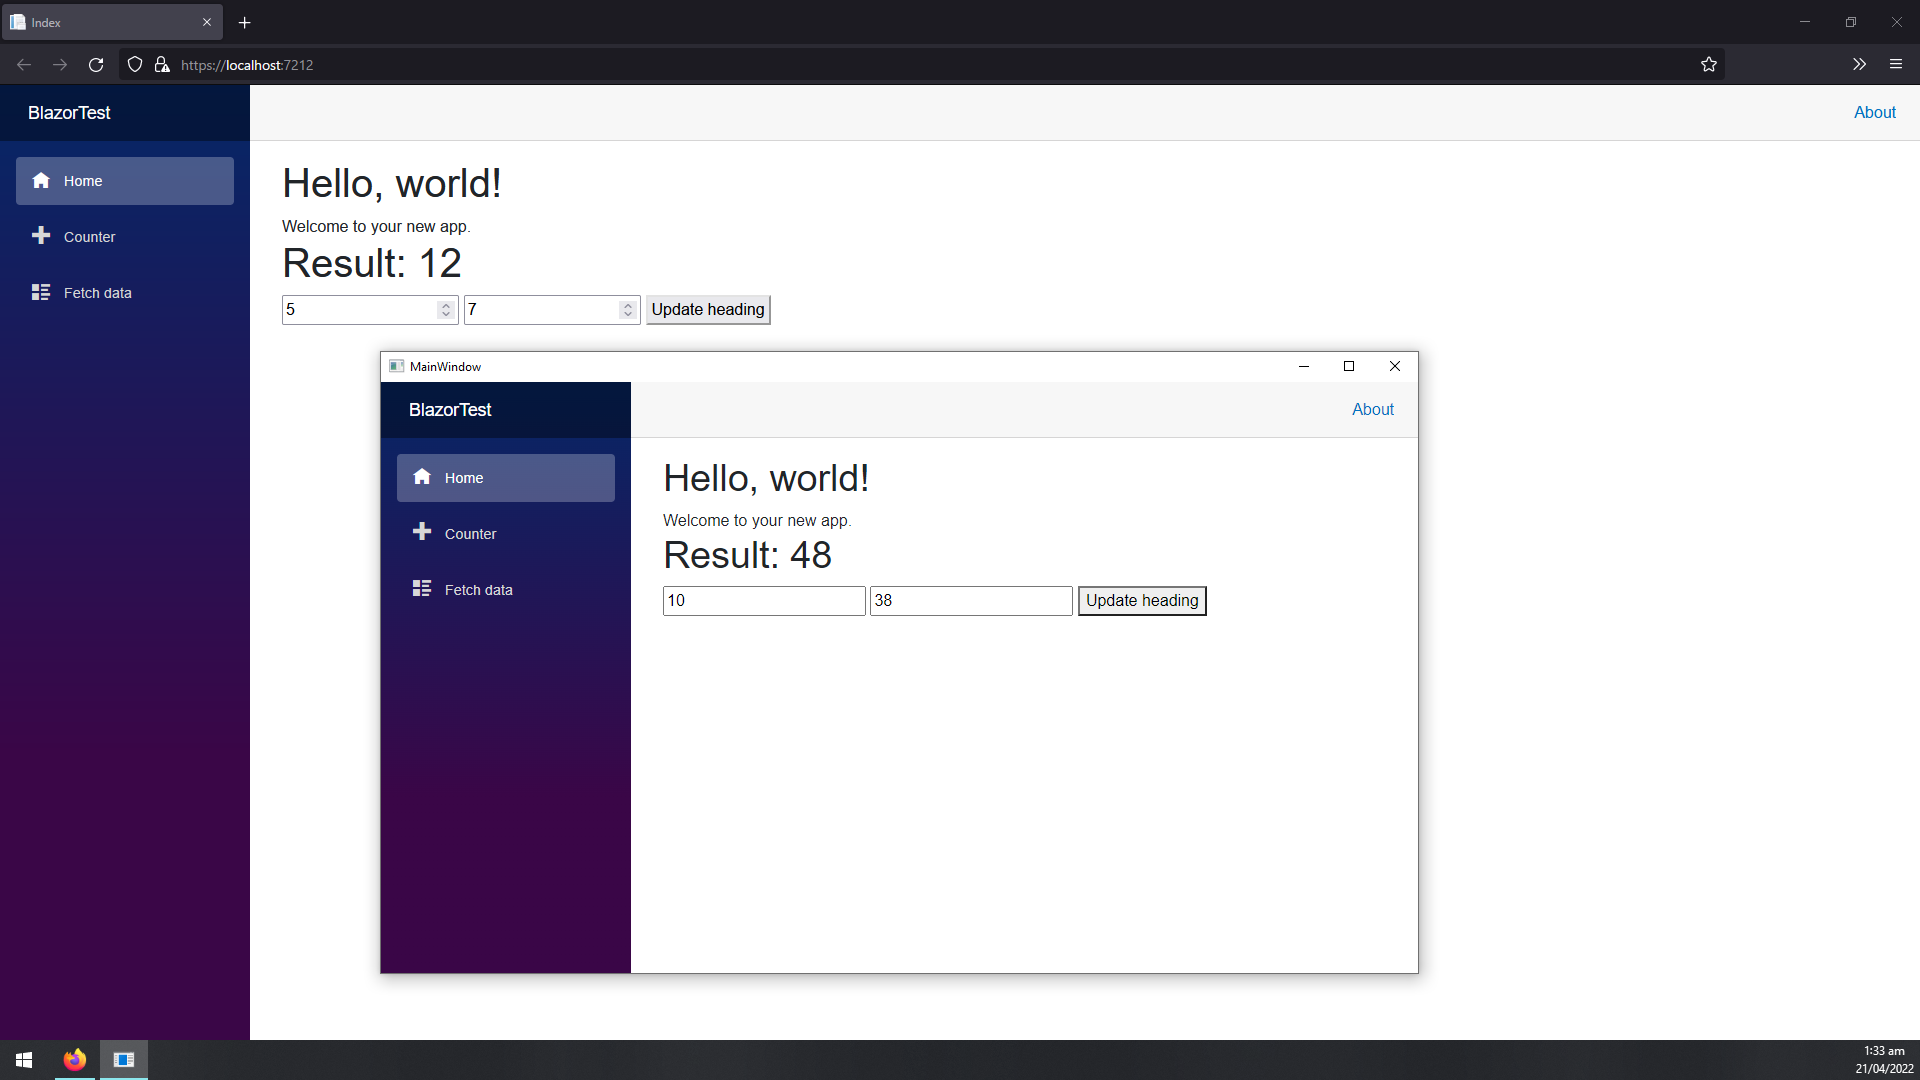 Index
https://localhost:7212
BlazorTest
About
Home
Counter
Fetch data
Hello, world!
Welcome to your new app.
Result: 12
5 7 Update heading
MainWindow
BlazorTest
About
Home
Counter
Fetch data
Hello, world!
Welcome to your new app.
Result: 48
10 38 Update heading
1:33 am
21/04/2022